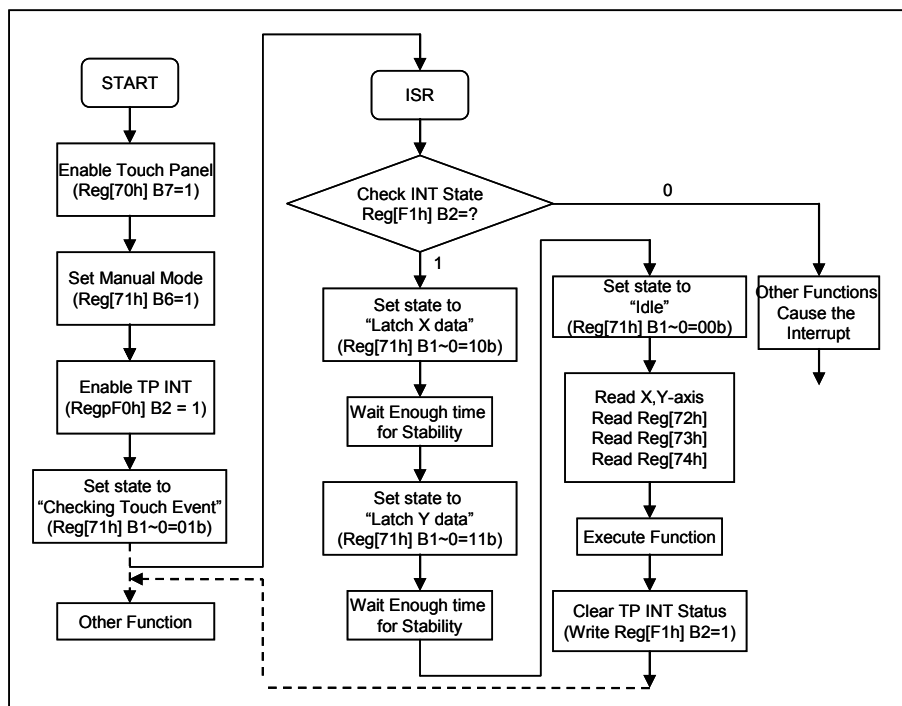 START
Enable Touch Panel
(Reg[70h] B7=1)
Set Manual Mode
(Reg[71h] B6=1)
Enable TP INT
(RegpF0h] B2 = 1)
Set state to
“Checking Touch Event”
(Reg[71h] B1~0=01b)
Other Function
ISR
Check INT State
Reg[F1h] B2=?
0
1
Set state to
“Latch X data”
(Reg[71h] B1~0=10b)
Wait Enough time
for Stability
Set state to
“Latch Y data”
(Reg[71h] B1~0=11b)
Wait Enough time
for Stability
Set state to
“Idle”
(Reg[71h] B1~0=00b)
Read X,Y-axis
Read Reg[72h]
Read Reg[73h]
Read Reg[74h]
Execute Function
Clear TP INT Status
(Write Reg[F1h] B2=1)
Other Functions
Cause the
Interrupt